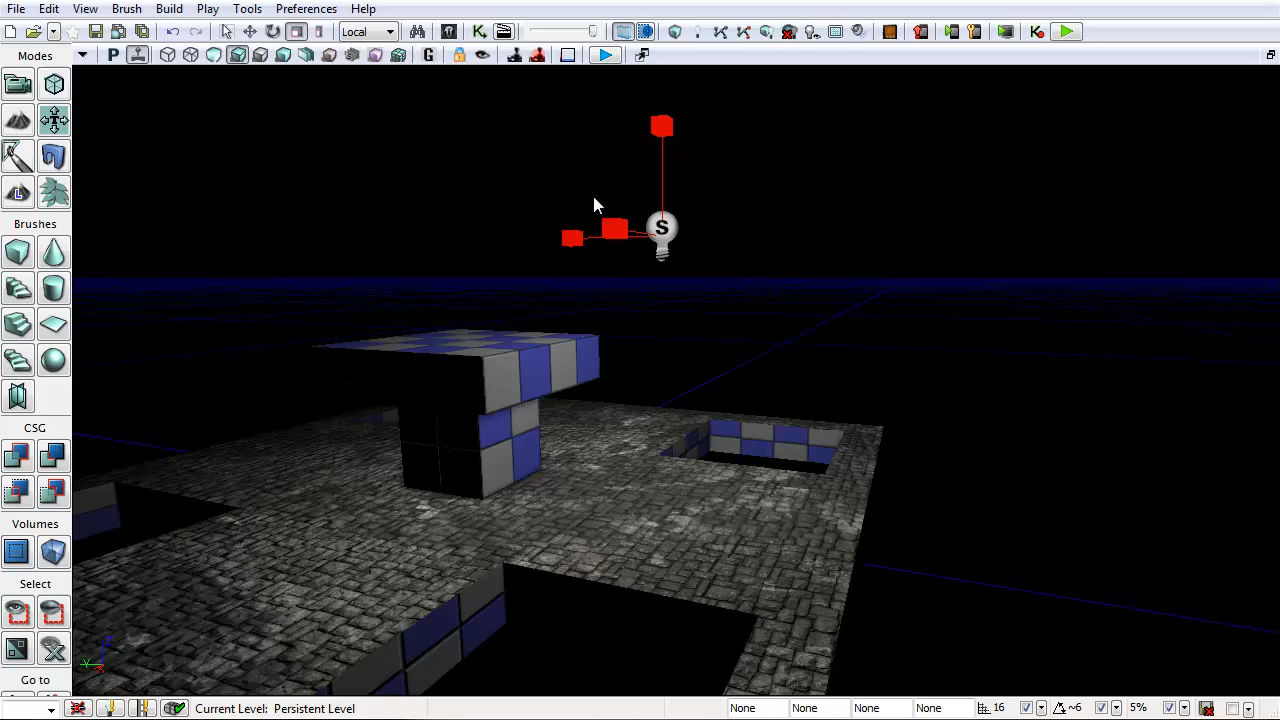 File Edit View Brush Build Play Tools Preferences Help
Local
Modes
P
G
L
S
Brushes
CSG
Volumes
Select
Go to
Current Level: Persistent Level
None None None None 16 ~6 5%